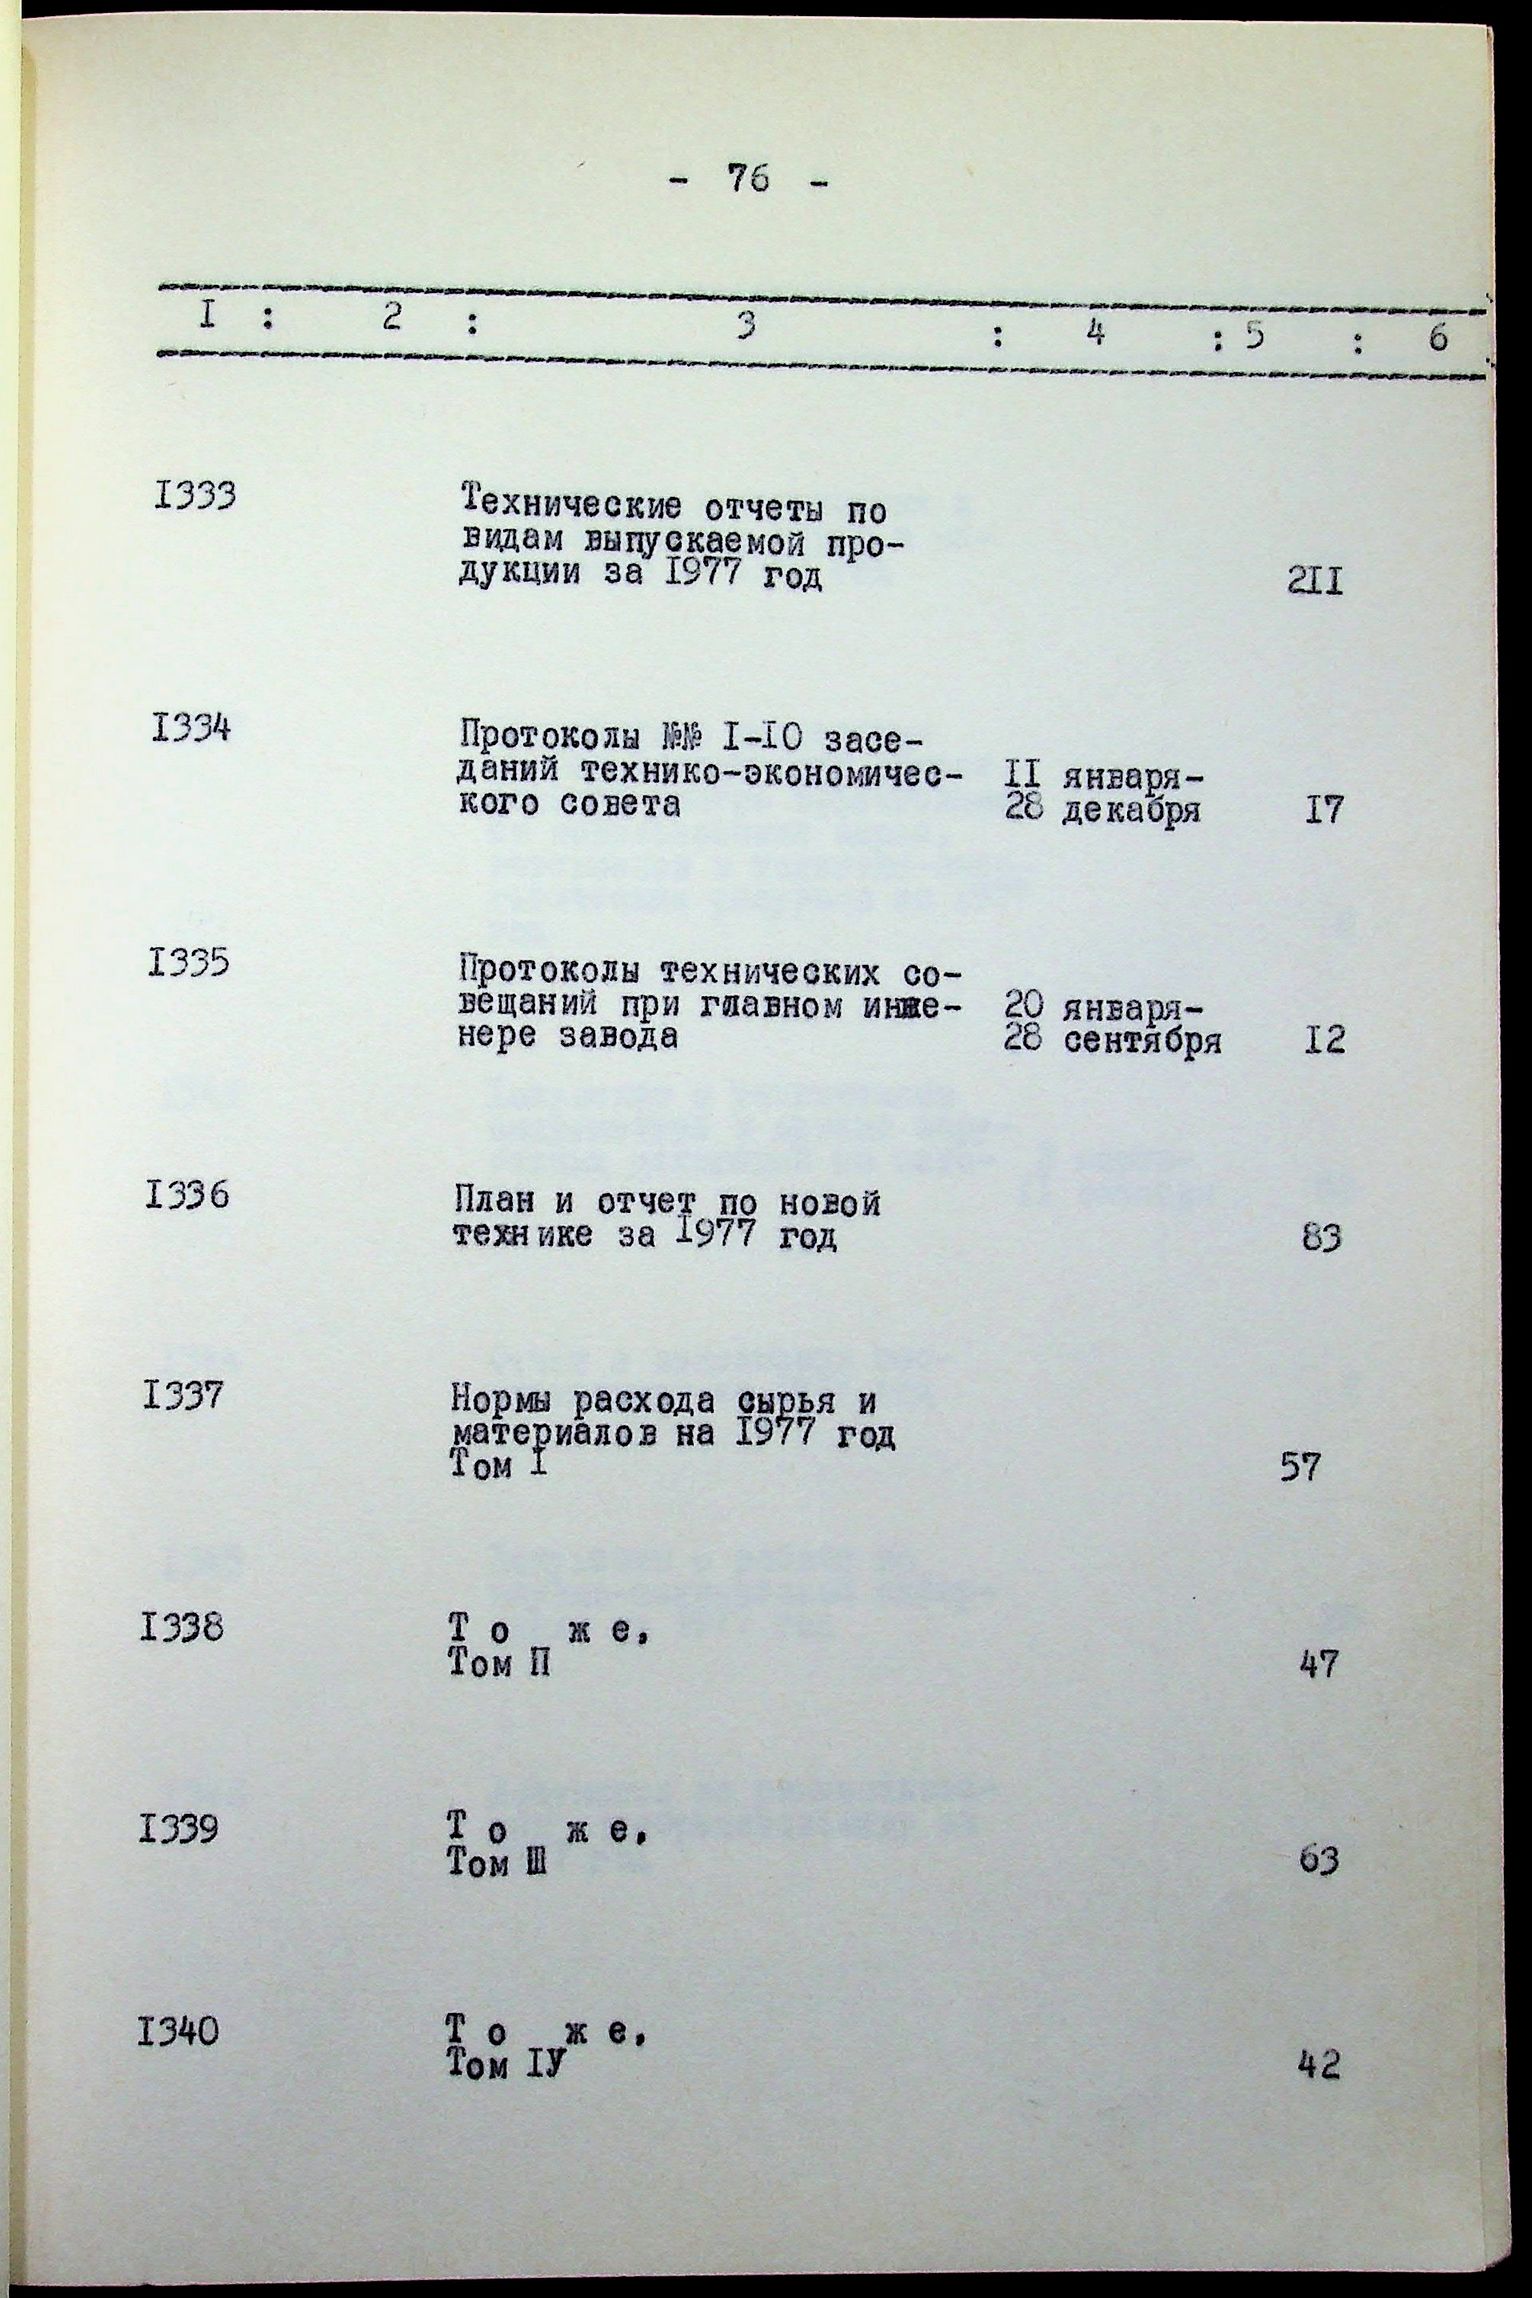 - 76 -
I : 2 : 3 : 4 : 5 : 6
I333 Технические отчеты по
видам выпускаемой про-
дукции за I977 год 2II
I334 Протоколы №№ I-IO засе-
даний технико-экономичес- II января-
кого совета 28 декабря I7
I335 Протоколы технических со-
вещаний при главном инже- 20 января-
нере завода 28 сентября I2
I336 План и отчет по новой
технике за I977 год 83
I337 Нормы расхода сырья и
материалов на I977 год
Том I 57
I338 Т о ж е,
Том П 47
I339 Т о ж е,
Том Ш 63
I340 Т о ж е,
Том IУ 42